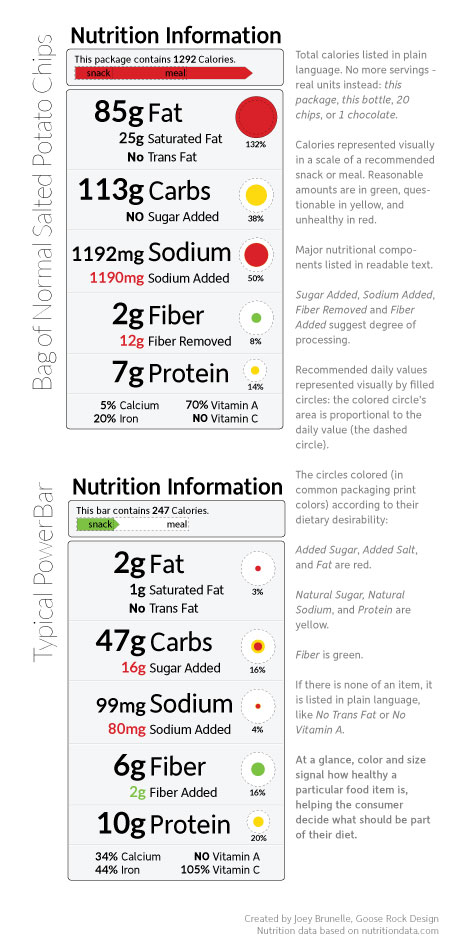 Bag of Normal Salted Potato Chips
Nutrition Information
This package contains 1292 Calories.
snack meal
85g Fat
25g Saturated Fat
No Trans Fat
132%
113g Carbs
NO Sugar Added
38%
1192mg Sodium
1190mg Sodium Added
50%
2g Fiber
12g Fiber Removed
8%
7g Protein
14%
5% Calcium 70% Vitamin A
20% Iron NO Vitamin C
Typical PowerBar
Nutrition Information
This bar contains 247 Calories.
snack meal
2g Fat
1g Saturated Fat
No Trans Fat
3%
47g Carbs
16g Sugar Added
16%
99mg Sodium
80mg Sodium Added
4%
6g Fiber
2g Fiber Added
16%
10g Protein
20%
34% Calcium NO Vitamin A
44% Iron 105% Vitamin C
Total calories listed in plain
language. No more servings -
real units instead: this
package, this bottle, 20
chips, or 1 chocolate.
Calories represented visually
in a scale of a recommended
snack or meal. Reasonable
amounts are in green, ques-
tionable in yellow, and
unhealthy in red.
Major nutritional compo-
nents listed in readable text.
Sugar Added, Sodium Added,
Fiber Removed and Fiber
Added suggest degree of
processing.
Recommended daily values
represented visually by filled
circles: the colored circle's
area is proportional to the
daily value (the dashed
circle).
The circles colored (in
common packaging print
colors) according to their
dietary desirability:
Added Sugar, Added Salt,
and Fat are red.
Natural Sugar, Natural
Sodium, and Protein are
yellow.
Fiber is green.
If there is none of an item, it
is listed in plain language,
like No Trans Fat or No
Vitamin A.
At a glance, color and size
signal how healthy a
particular food item is,
helping the consumer
decide what should be part
of their diet.
Created by Joey Brunelle, Goose Rock Design
Nutrition data based on nutritiondata.com